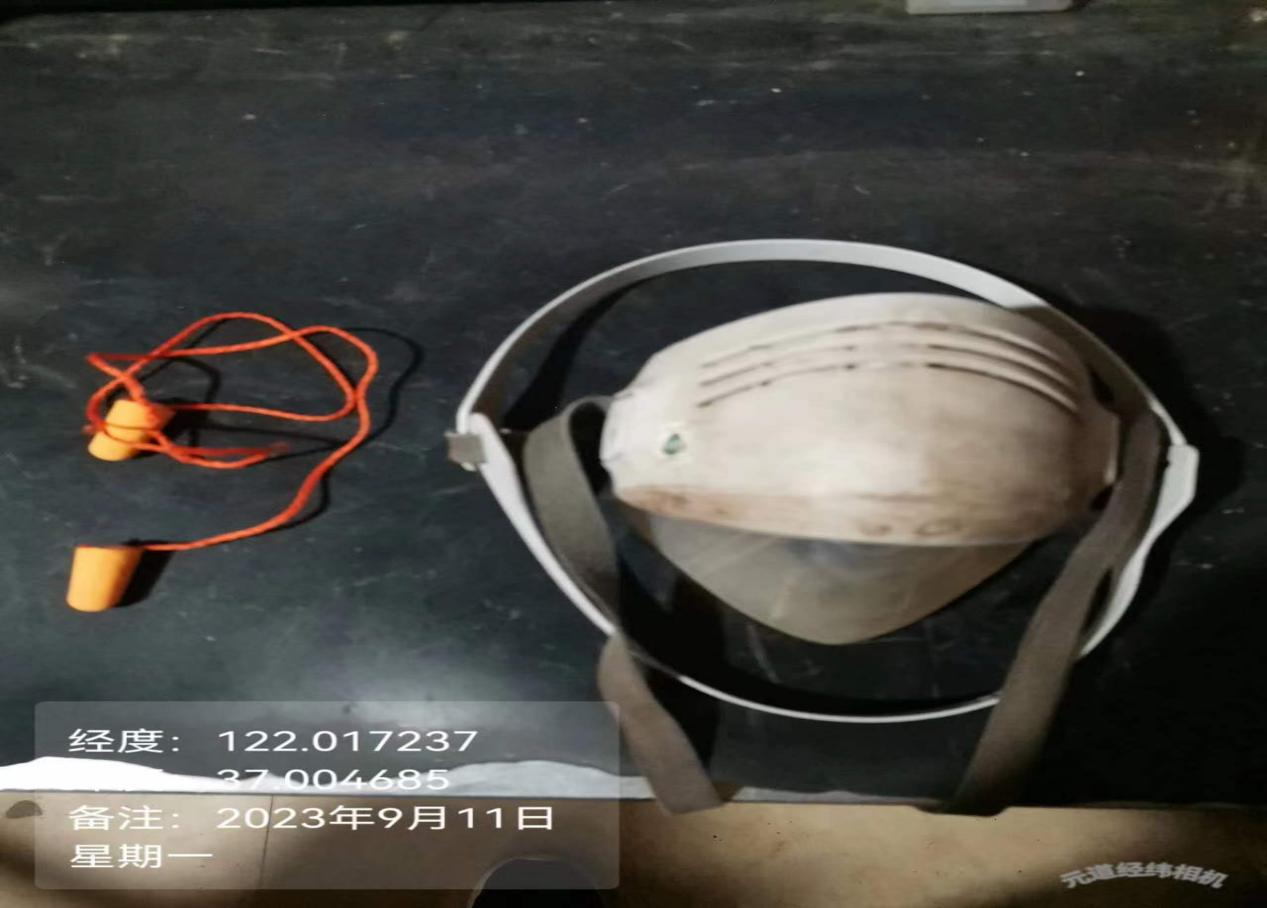 经度： 122.017237
37.004685
备注： 2023年9月11日
星期一
元道经纬相机